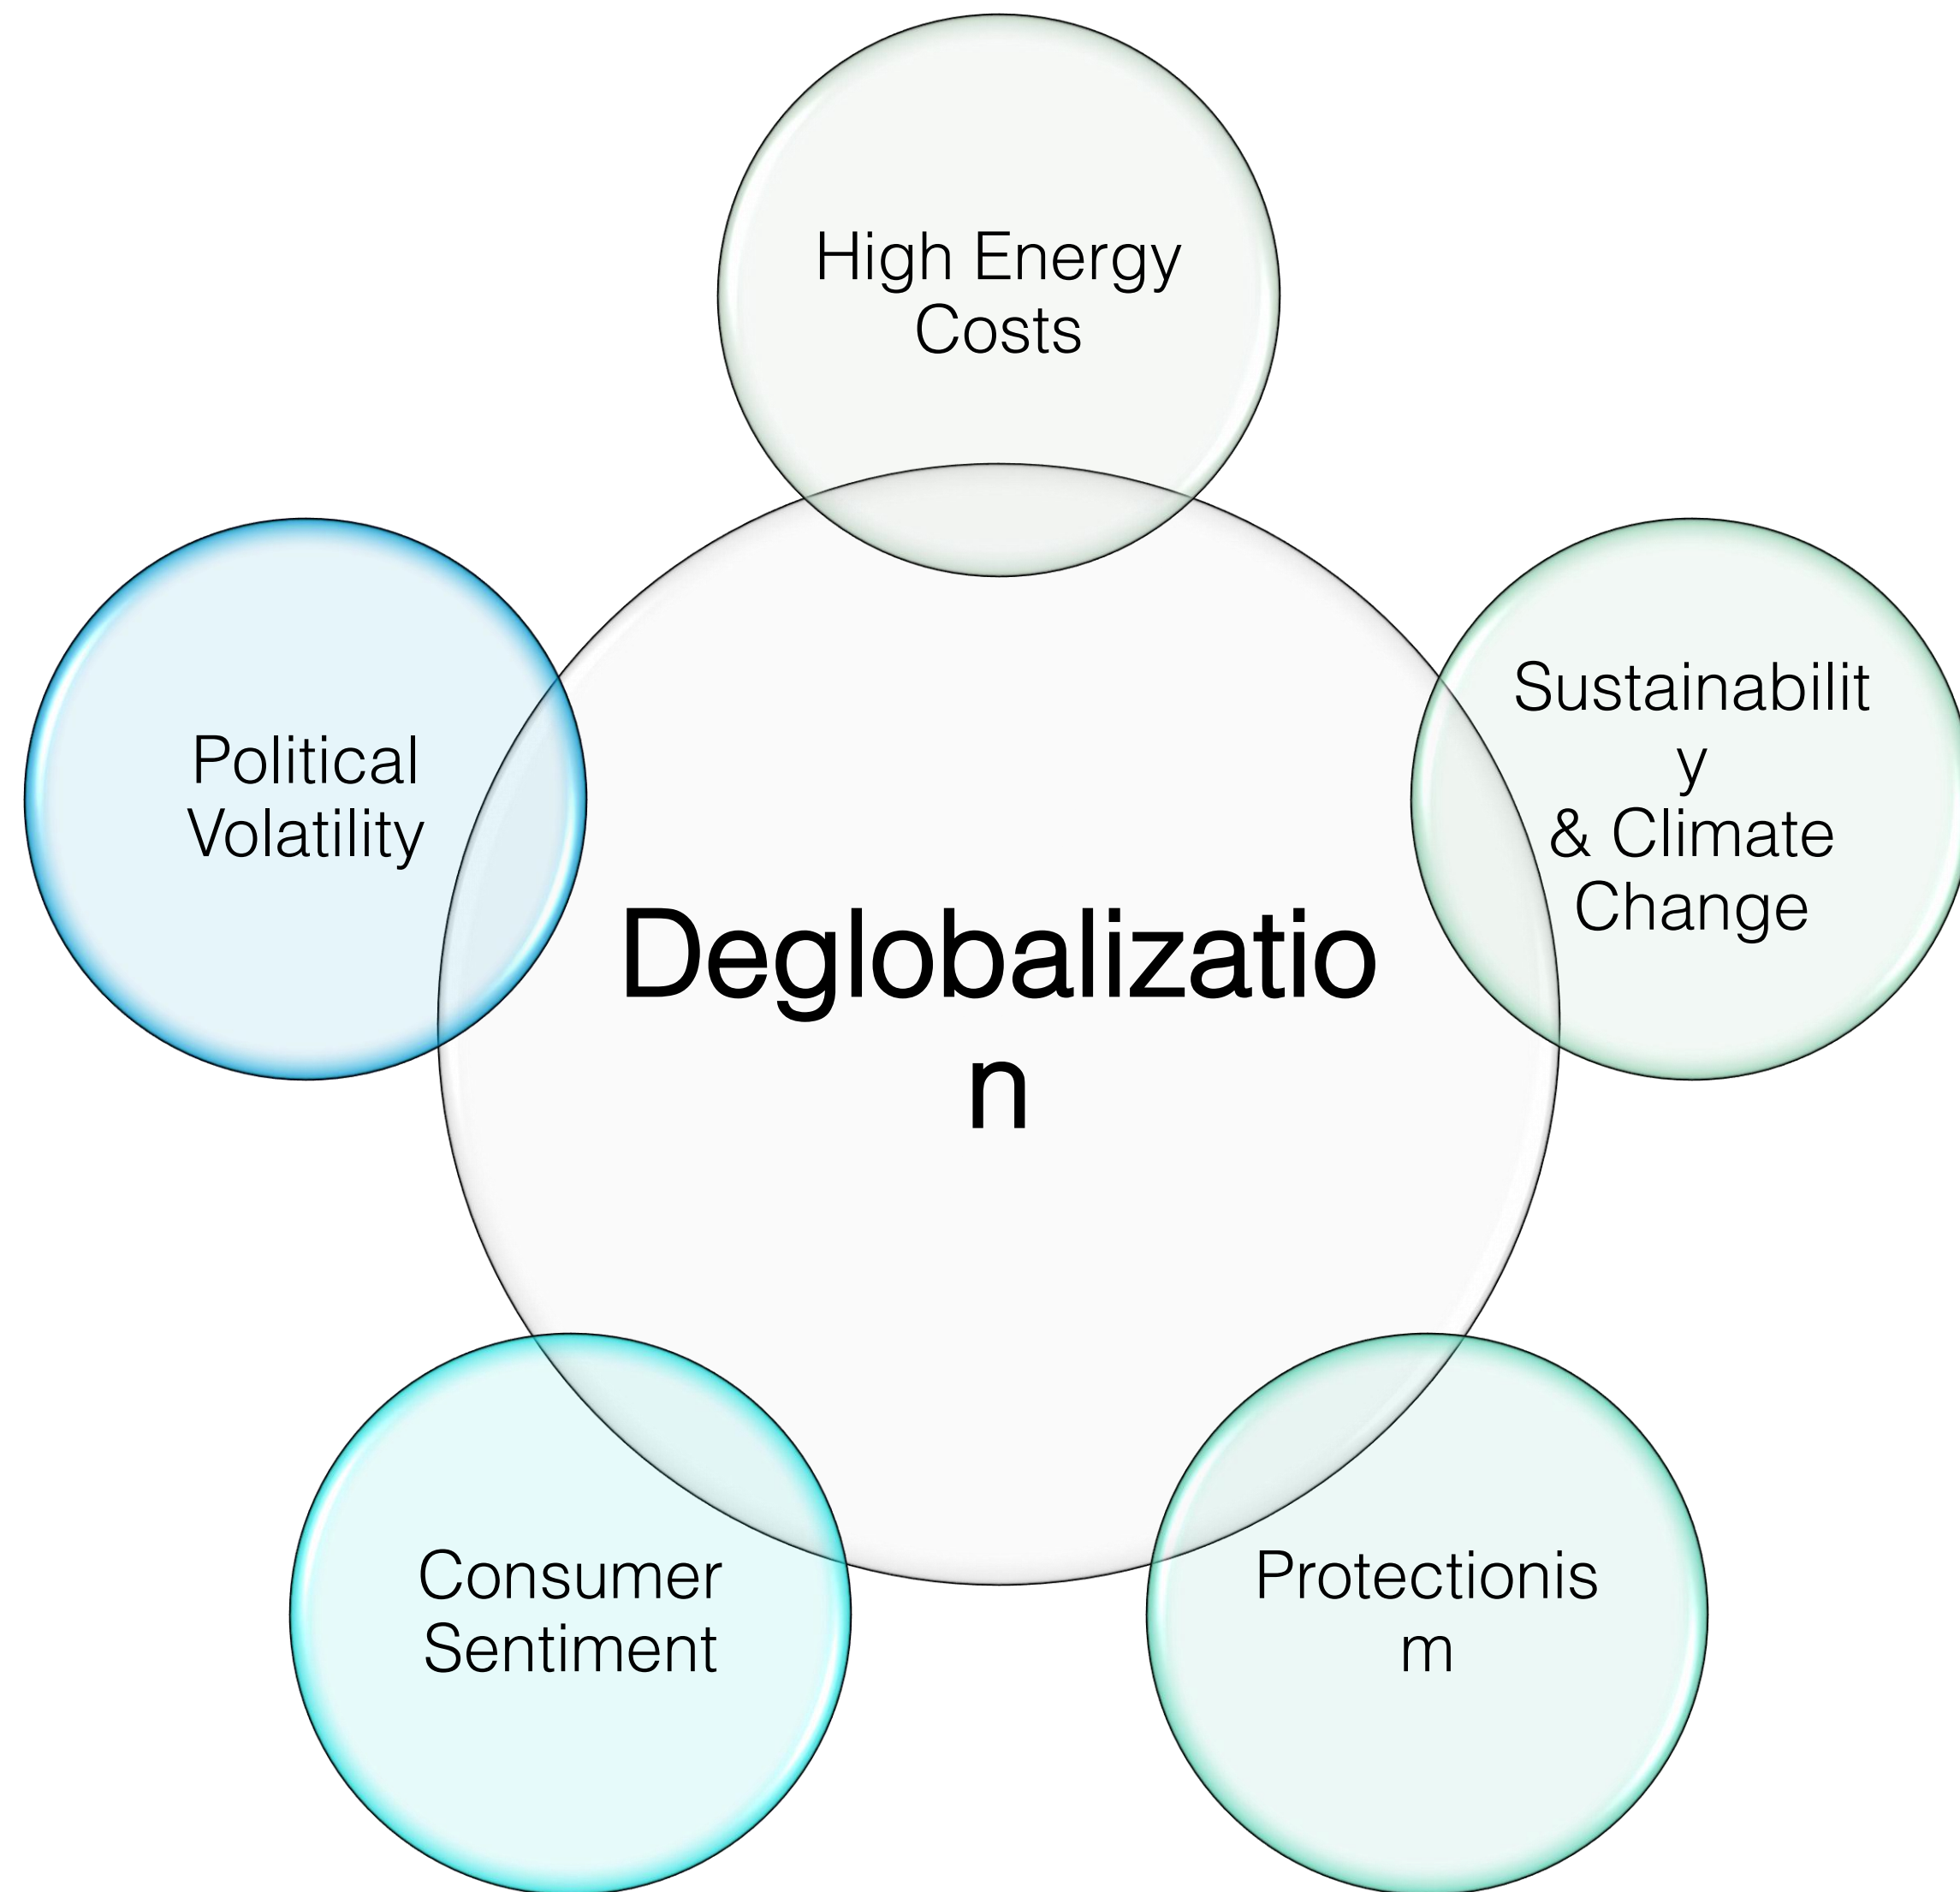 High Energy
Costs
Political
Volatility
Sustainabilit
y
& Climate
Change
Deglobalizatio
n
Consumer
Sentiment
Protectionis
m